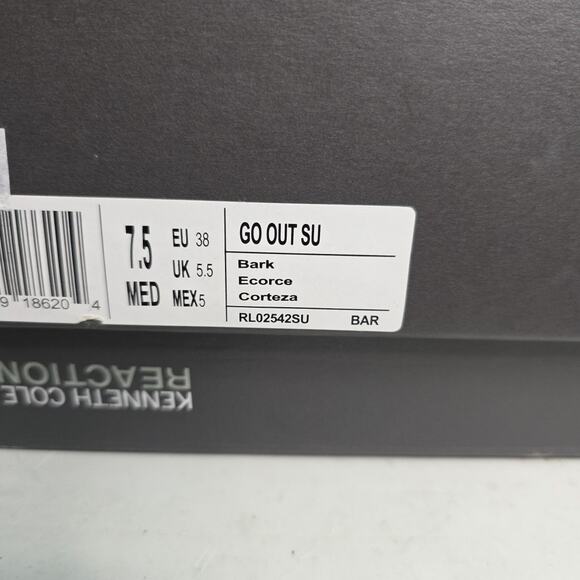 7.5
MED
EU 38
UK 5.5
MEX5
GO OUT SU
Bark
Ecorce
Corteza
RL02542SU BAR
9 18620 4
KENNETH COLE
REACTION